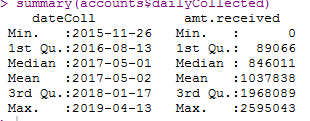 > summary(accounts$dailyCollected)
dateColl amt.received
Min. :2015-11-26 Min. : 0
1st Qu.:2016-08-13 1st Qu.: 89066
Median :2017-05-01 Median : 846011
Mean :2017-05-02 Mean :1037838
3rd Qu.:2018-01-17 3rd Qu.:1968089
Max. :2019-04-13 Max. :2595043